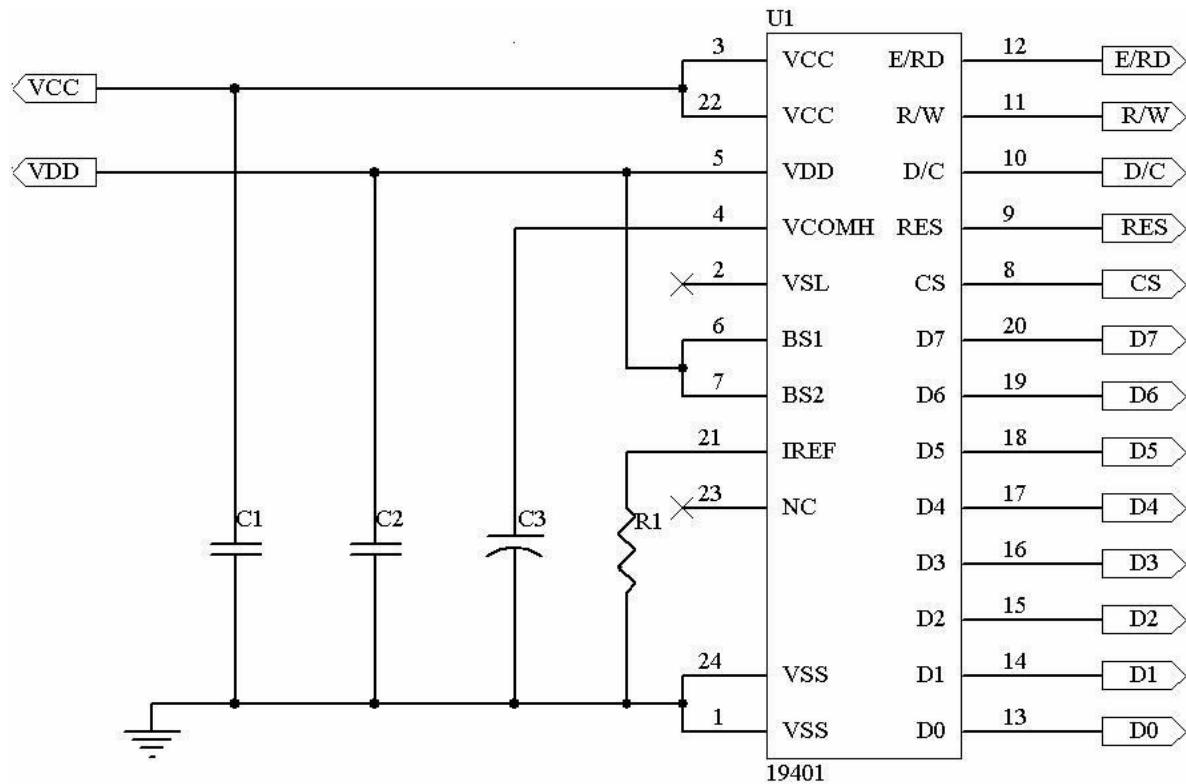 U1
3 VCC E/RD 12 E/RD
VCC
22 VCC R/W 11 R/W
VDD 5 VDD D/C 10 D/C
4 VCOMH RES 9 RES
2 VSL CS 8 CS
6 BS1 D7 20 D7
7 BS2 D6 19 D6
21 IREF D5 18 D5
23 NC D4 17 D4
C1 C2 C3 R1
D3 16 D3
D2 15 D2
24 VSS D1 14 D1
1 VSS D0 13 D0
19401